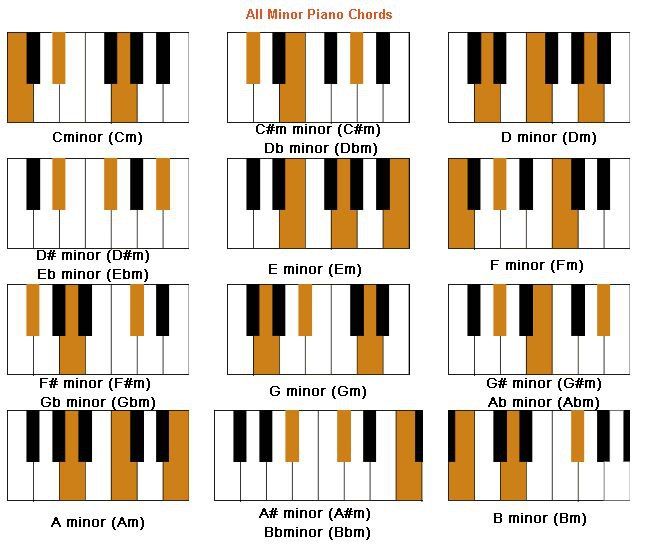 All Minor Piano Chords
Cminor (Cm)
C#m minor (C#m)
Db minor (Dbm)
D minor (Dm)
D# minor (D#m)
Eb minor (Ebm)
E minor (Em)
F minor (Fm)
F# minor (F#m)
Gb minor (Gbm)
G minor (Gm)
G# minor (G#m)
Ab minor (Abm)
A minor (Am)
A# minor (A#m)
Bbminor (Bbm)
B minor (Bm)